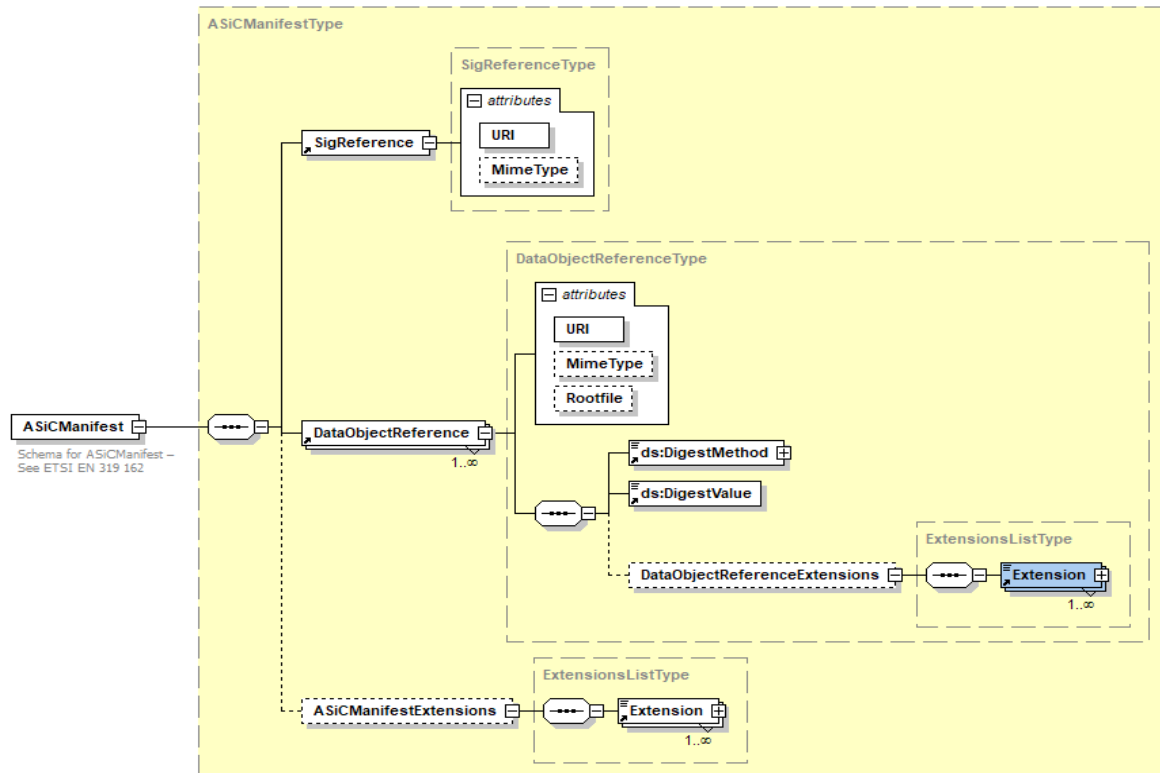 ASiCManifestType
SigReferenceType
attributes
URI
MimeType
SigReference
DataObjectReferenceType
attributes
URI
MimeType
Rootfile
ASiCManifest
Schema for ASiCManifest –
See ETSI EN 319 162
DataObjectReference
1..∞
ds:DigestMethod
ds:DigestValue
ExtensionsListType
DataObjectReferenceExtensions
Extension
1..∞
ExtensionsListType
ASiCManifestExtensions
Extension
1..∞